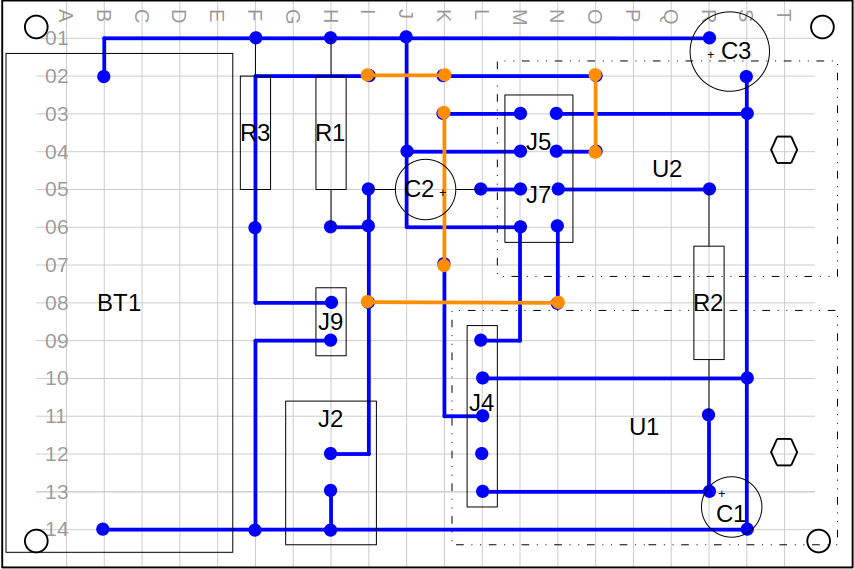 A B C D E F G H I J K L M N O P Q R S T
01
C3
+
02
03
R3 R1
J5
04
U2
05
C2 +
J7
06
07
08
BT1
R2
J9
09
10
J4
11
J2
U1
12
13
+
C1
14